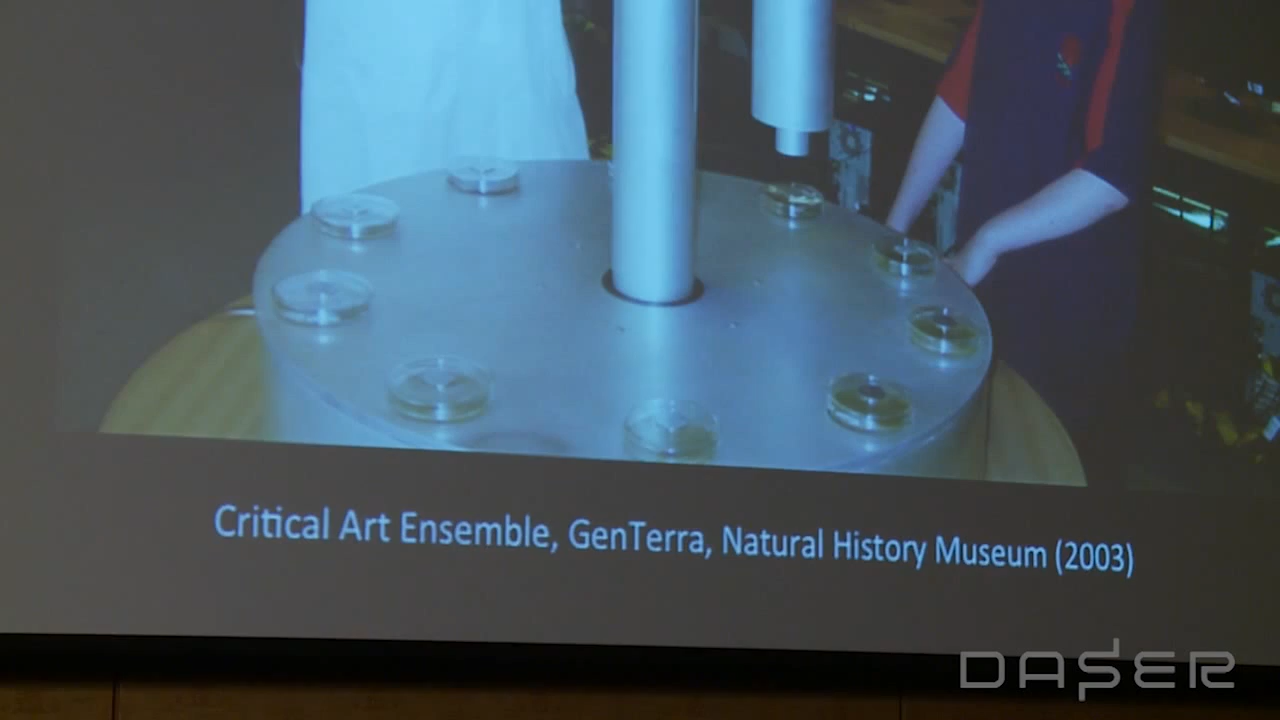 Critical Art Ensemble, GenTerra, Natural History Museum (2003)
DASER